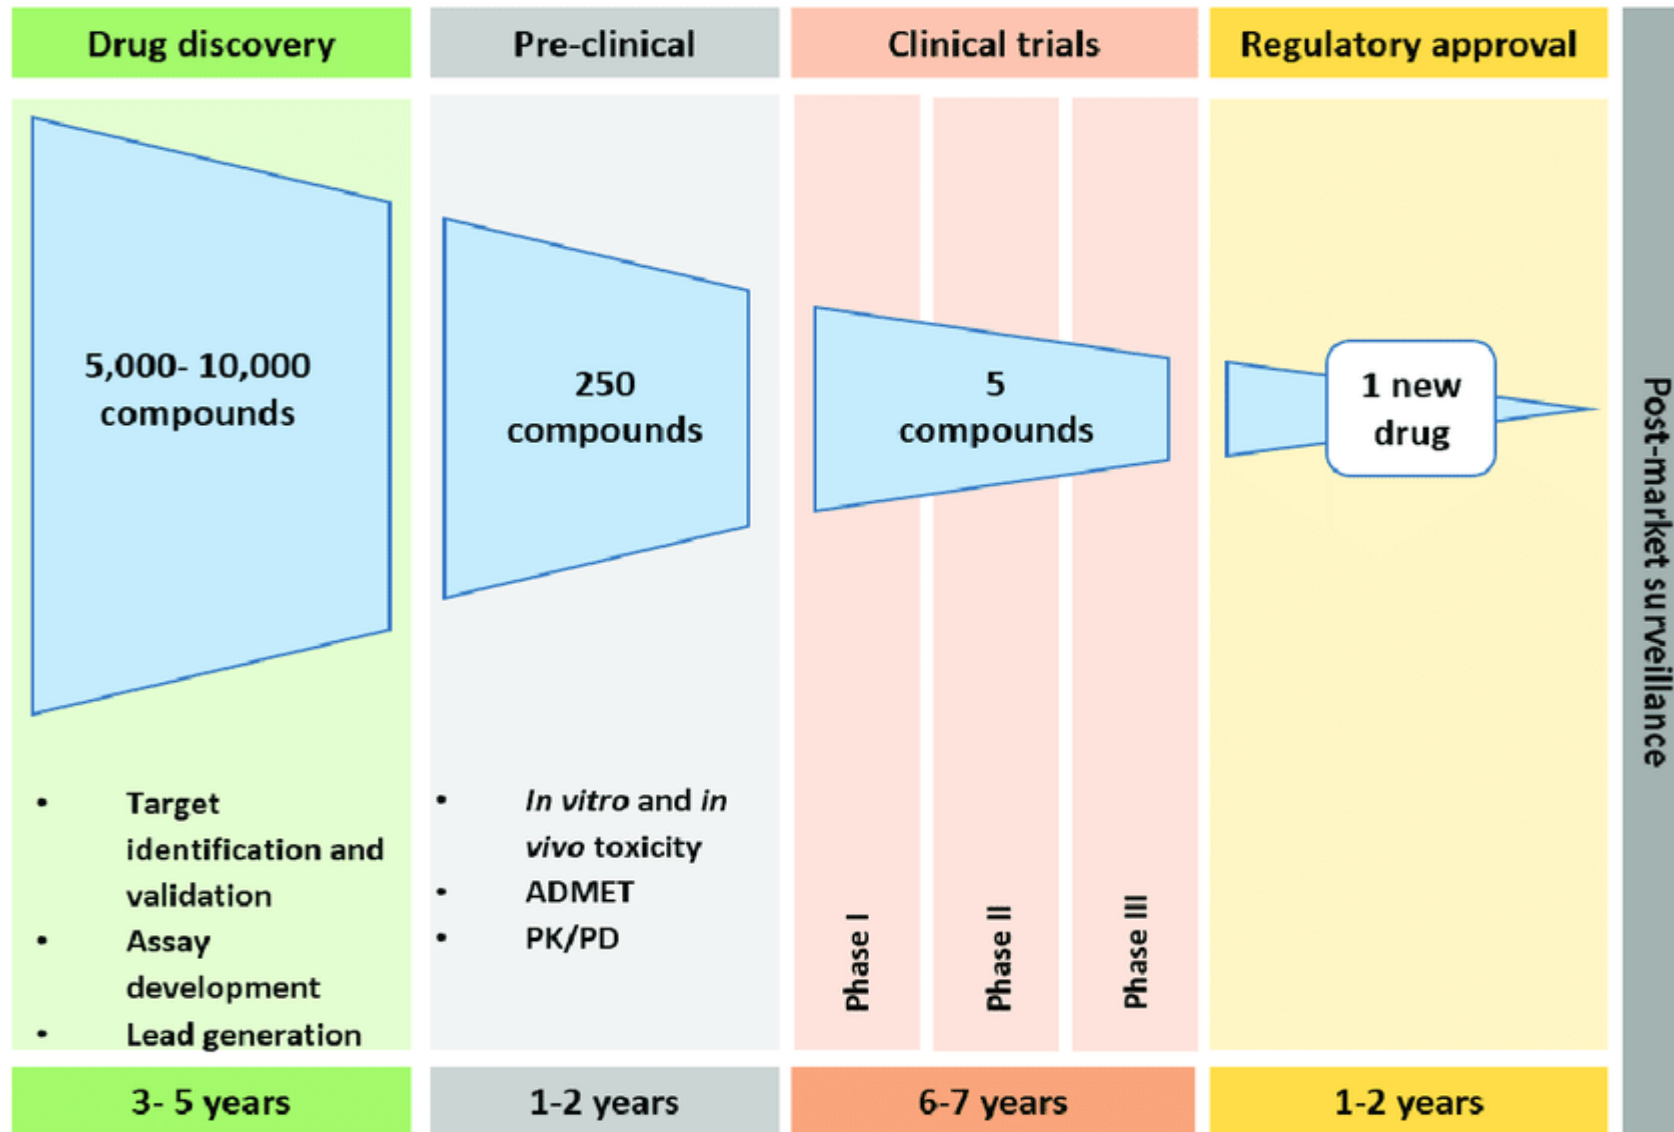 Drug discovery
Pre-clinical
Clinical trials
Regulatory approval
5,000- 10,000
compounds
250
compounds
5
compounds
1 new
drug
Post-market surveillance
• Target
identification and
validation
• Assay
development
• Lead generation
• In vitro and in
vivo toxicity
• ADMET
• PK/PD
Phase I
Phase II
Phase III
3- 5 years
1-2 years
6-7 years
1-2 years